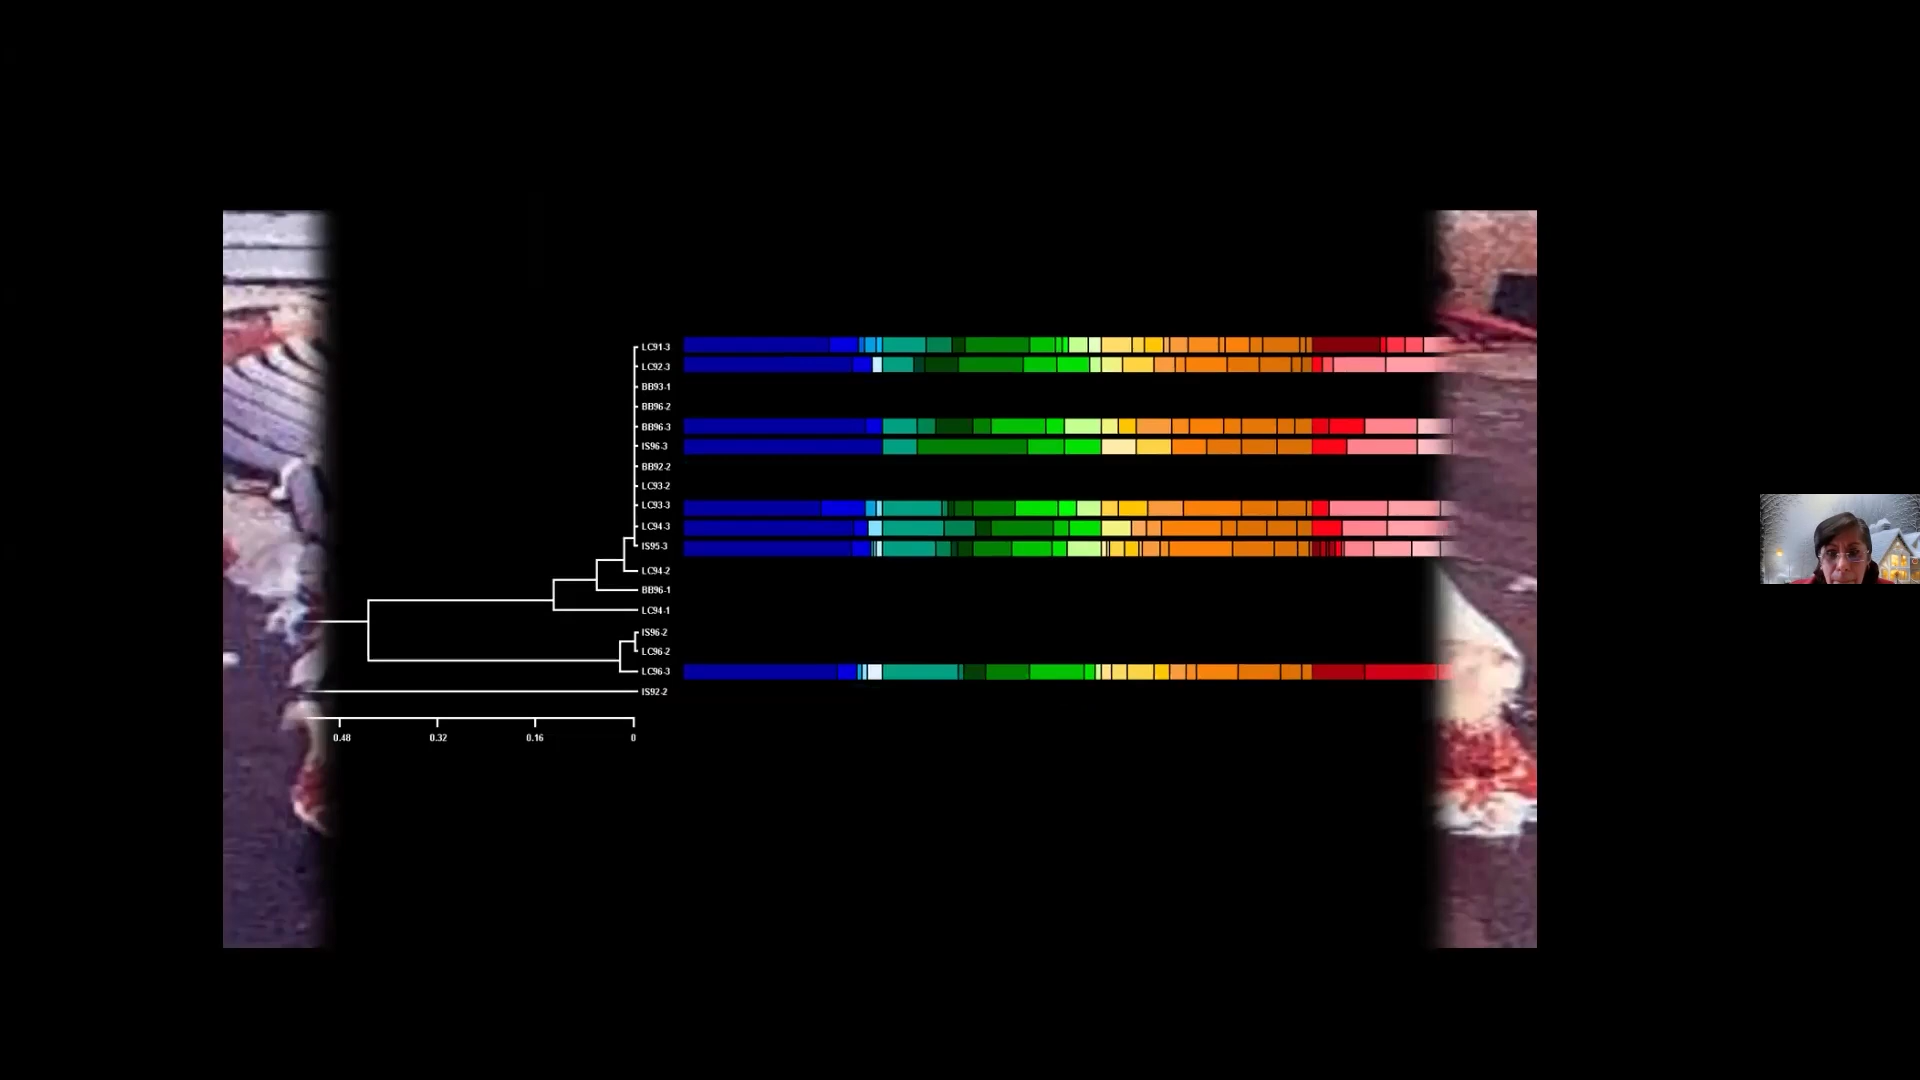 LC91-3
LC92-3
BB93-1
BB96-2
BB96-3
IS96-3
BB92-2
LC93-2
LC93-3
LC94-3
IS95-3
LC94-2
BB96-1
LC94-1
IS96-2
LC96-2
LC96-3
IS92-2
0.48 0.32 0.16 0